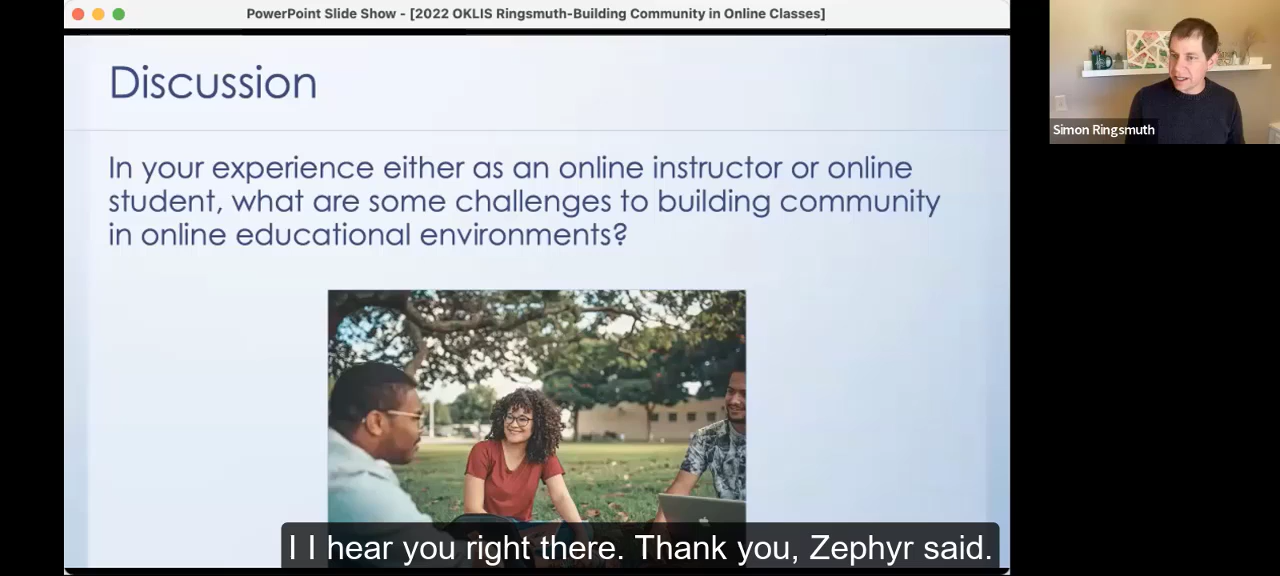 PowerPoint Slide Show - [2022 OKLIS Ringsmuth-Building Community in Online Classes]
Discussion
In your experience either as an online instructor or online
student, what are some challenges to building community
in online educational environments?
Simon Ringsmuth
I I hear you right there. Thank you, Zephyr said.